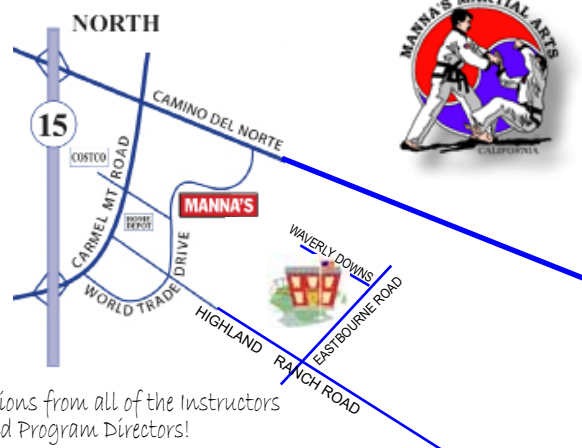 NORTH
MANNA'S MARTIAL ARTS
CALIFORNIA
15
CAMINO DEL NORTE
COSTCO
CARMEL MT ROAD
MANNA'S
HOME
DEPOT
WAVERLY DOWNS
WORLD TRADE DRIVE
EASTBOURNE ROAD
HIGHLAND RANCH ROAD
ions from all of the Instructors
d Program Directors!